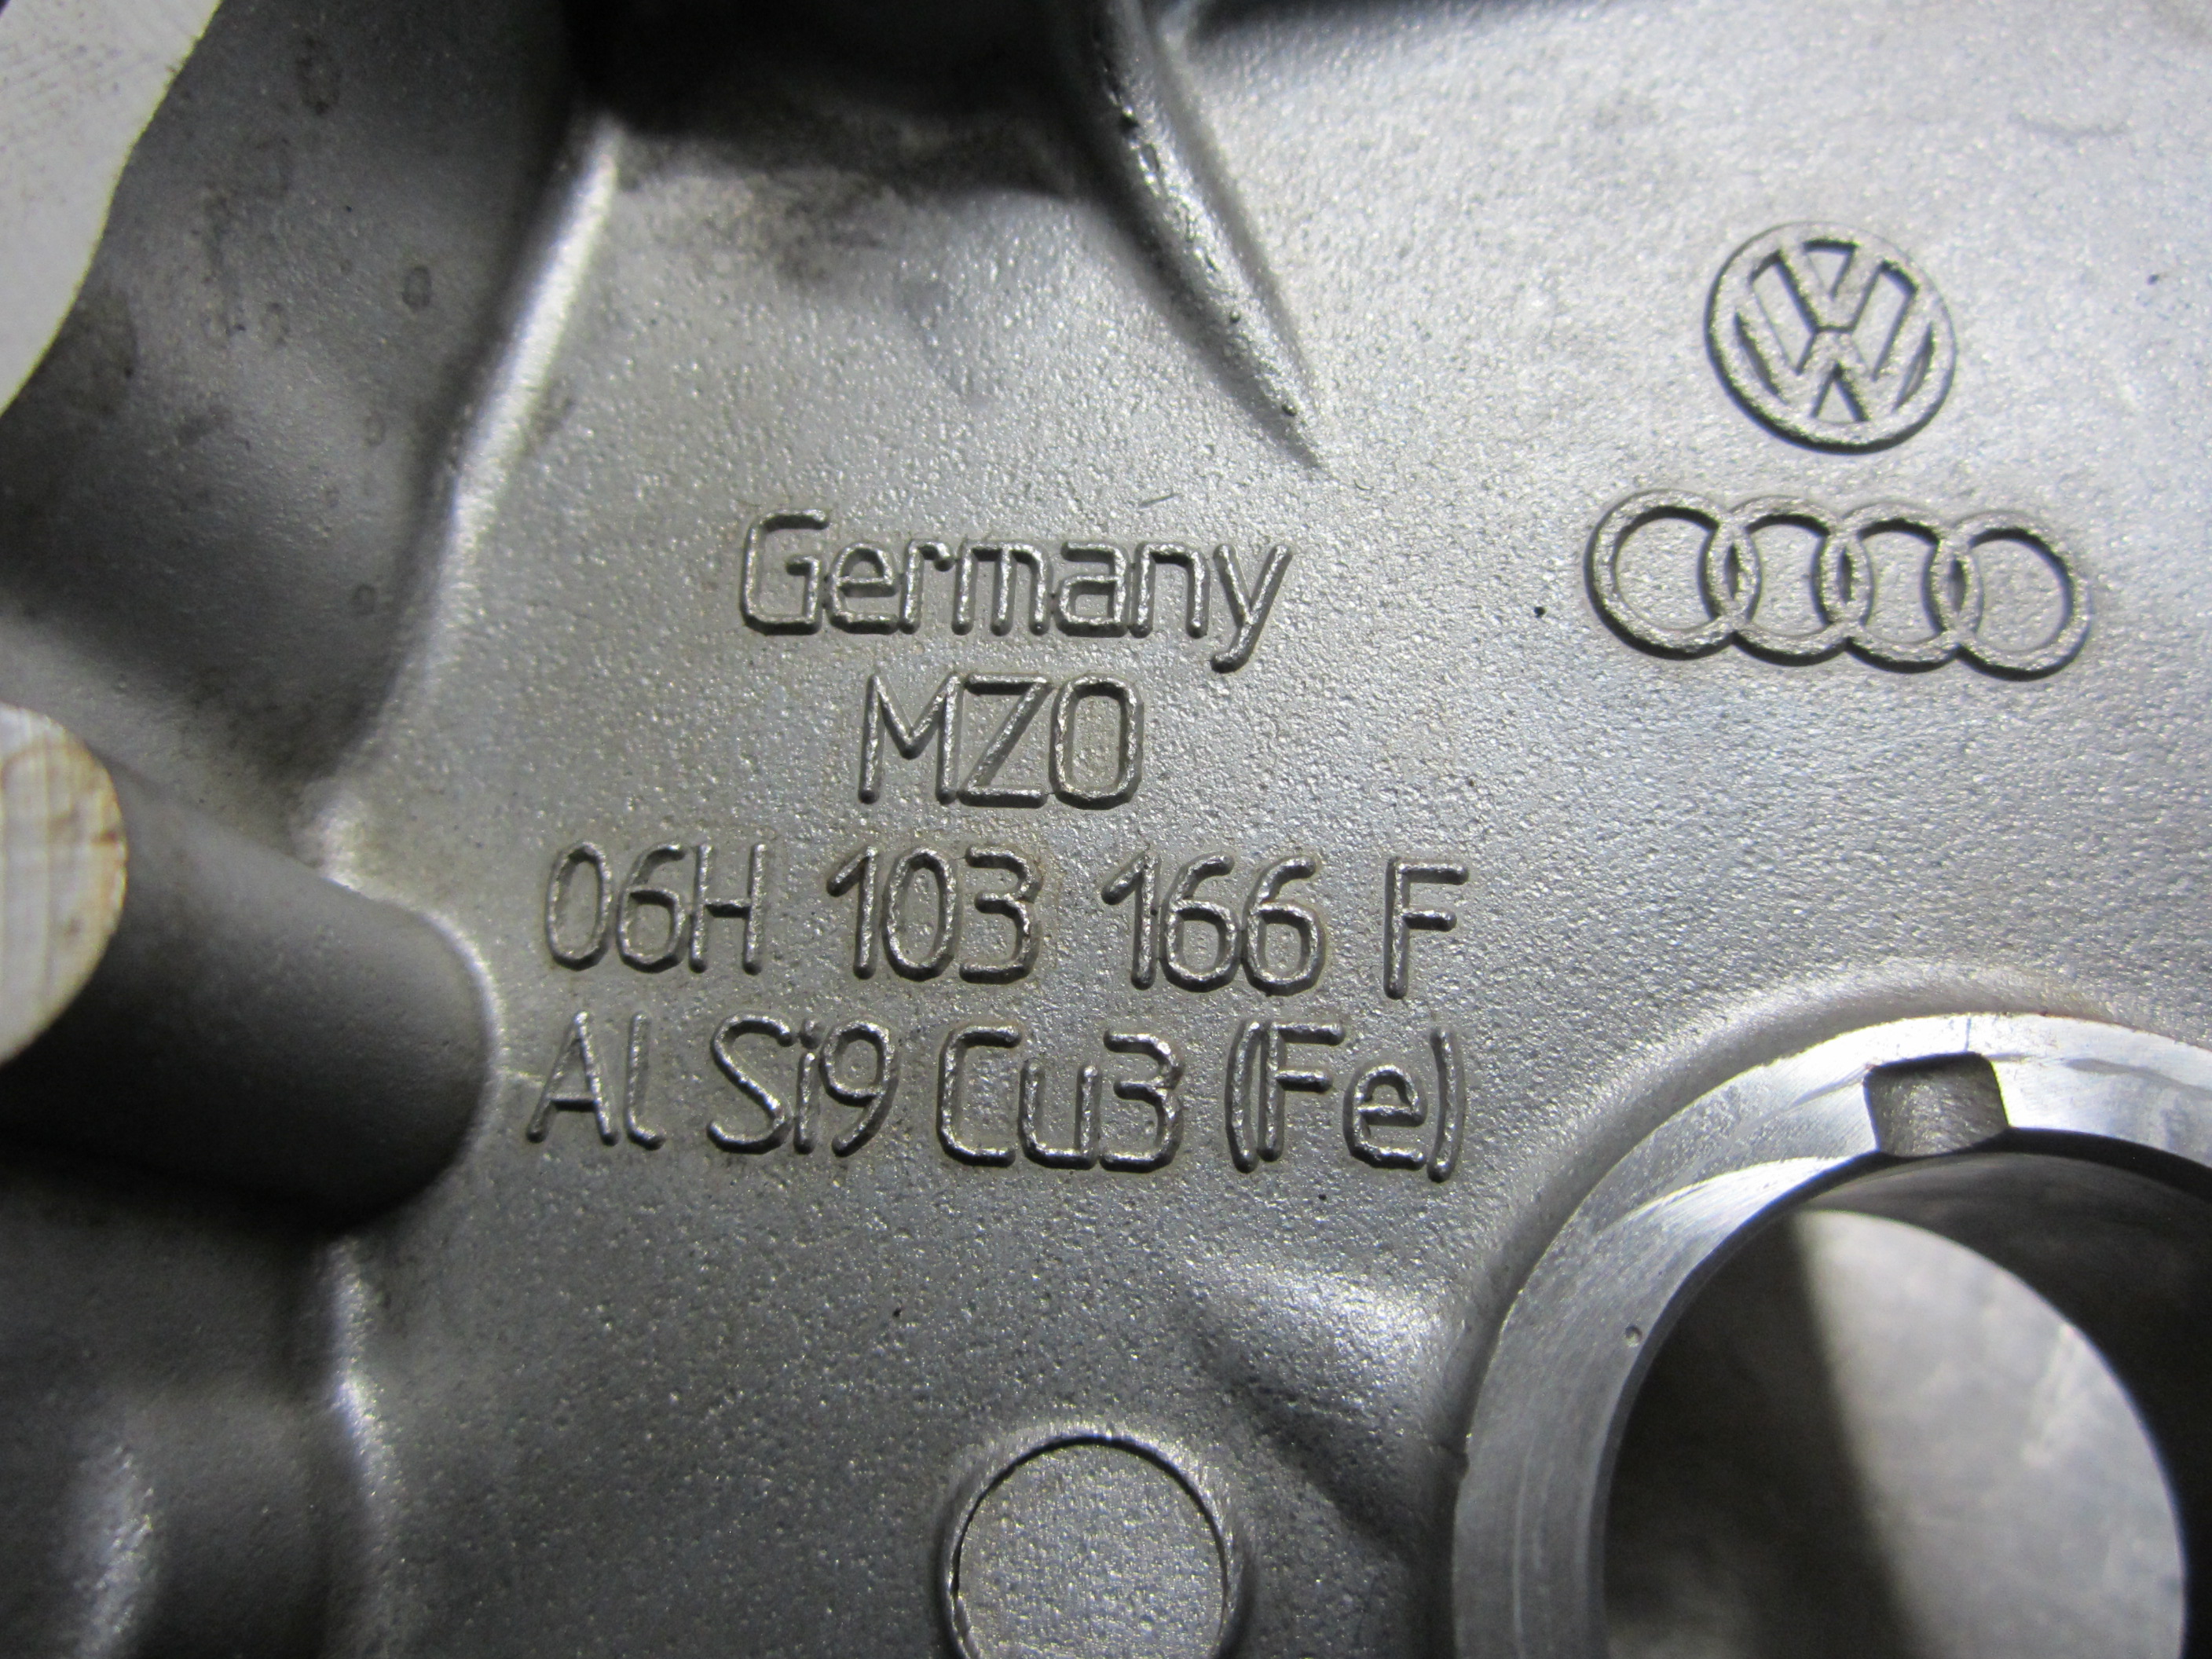 Germany
MZO
06H 103 166 F
Al Si9 Cu3 (Fe)